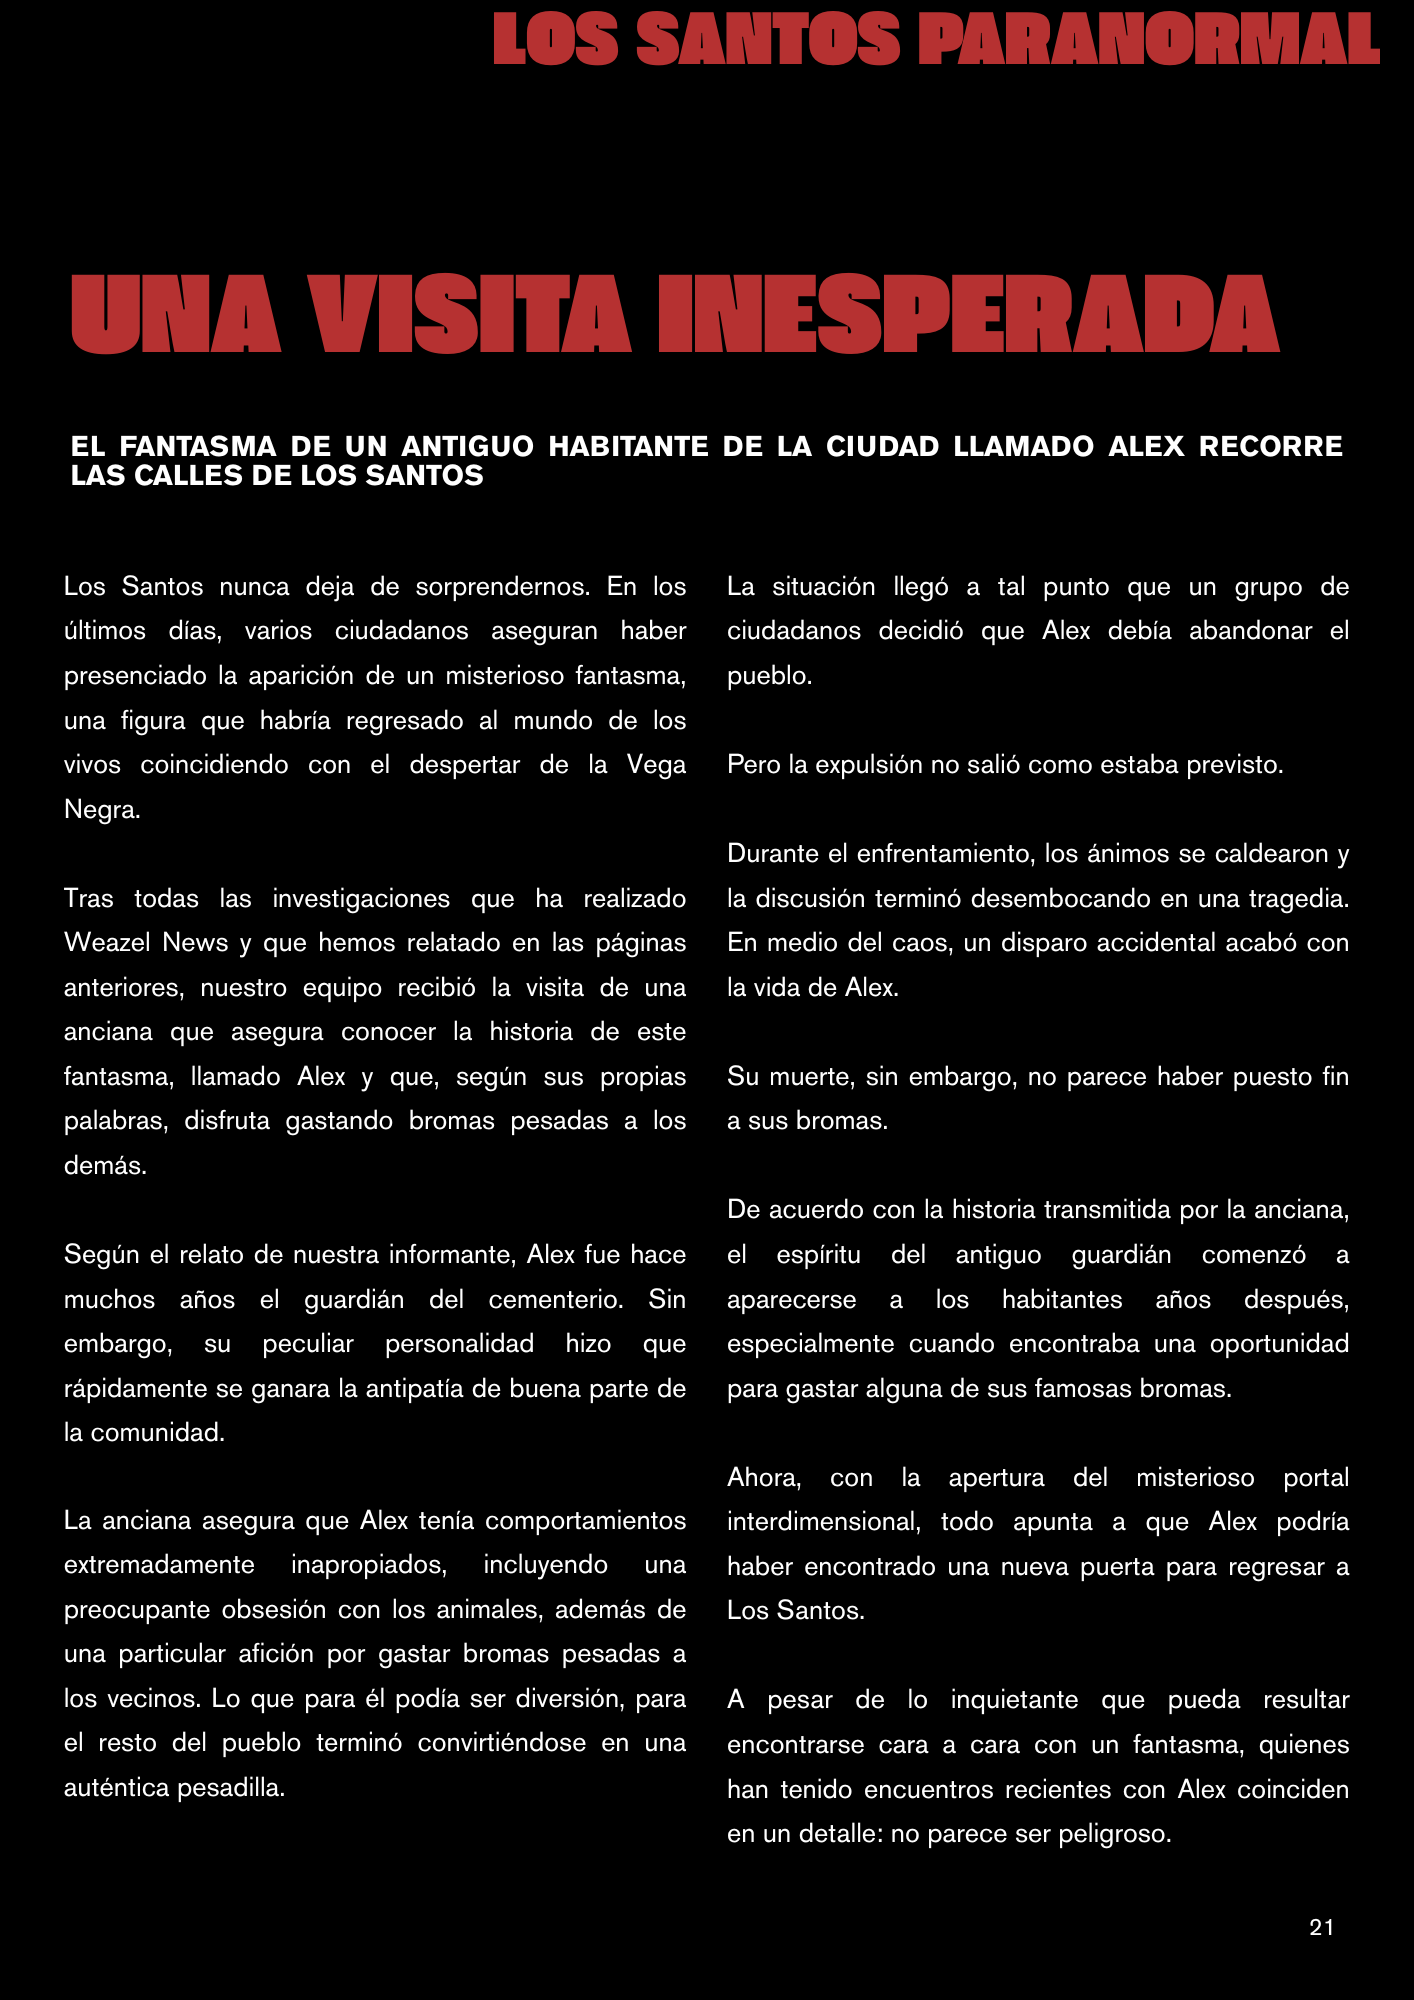 LOS SANTOS PARANORMAL
UNA VISITA INESPERADA
EL FANTASMA DE UN ANTIGUO HABITANTE DE LA CIUDAD LLAMADO ALEX RECORRE
LAS CALLES DE LOS SANTOS
Los Santos nunca deja de sorprendernos. En los
últimos días, varios ciudadanos aseguran haber
presenciado la aparición de un misterioso fantasma,
una figura que habría regresado al mundo de los
vivos coincidiendo con el despertar de la Vega
Negra.
Tras todas las investigaciones que ha realizado
Weazel News y que hemos relatado en las páginas
anteriores, nuestro equipo recibió la visita de una
anciana que asegura conocer la historia de este
fantasma, llamado Alex y que, según sus propias
palabras, disfruta gastando bromas pesadas a los
demás.
Según el relato de nuestra informante, Alex fue hace
muchos años el guardián del cementerio. Sin
embargo, su peculiar personalidad hizo que
rápidamente se ganara la antipatía de buena parte de
la comunidad.
La anciana asegura que Alex tenía comportamientos
extremadamente inapropiados, incluyendo una
preocupante obsesión con los animales, además de
una particular afición por gastar bromas pesadas a
los vecinos. Lo que para él podía ser diversión, para
el resto del pueblo terminó convirtiéndose en una
auténtica pesadilla.
La situación llegó a tal punto que un grupo de
ciudadanos decidió que Alex debía abandonar el
pueblo.
Pero la expulsión no salió como estaba previsto.
Durante el enfrentamiento, los ánimos se caldearon y
la discusión terminó desembocando en una tragedia.
En medio del caos, un disparo accidental acabó con
la vida de Alex.
Su muerte, sin embargo, no parece haber puesto fin
a sus bromas.
De acuerdo con la historia transmitida por la anciana,
el espíritu del antiguo guardián comenzó a
aparecerse a los habitantes años después,
especialmente cuando encontraba una oportunidad
para gastar alguna de sus famosas bromas.
Ahora, con la apertura del misterioso portal
interdimensional, todo apunta a que Alex podría
haber encontrado una nueva puerta para regresar a
Los Santos.
A pesar de lo inquietante que pueda resultar
encontrarse cara a cara con un fantasma, quienes
han tenido encuentros recientes con Alex coinciden
en un detalle: no parece ser peligroso.
21